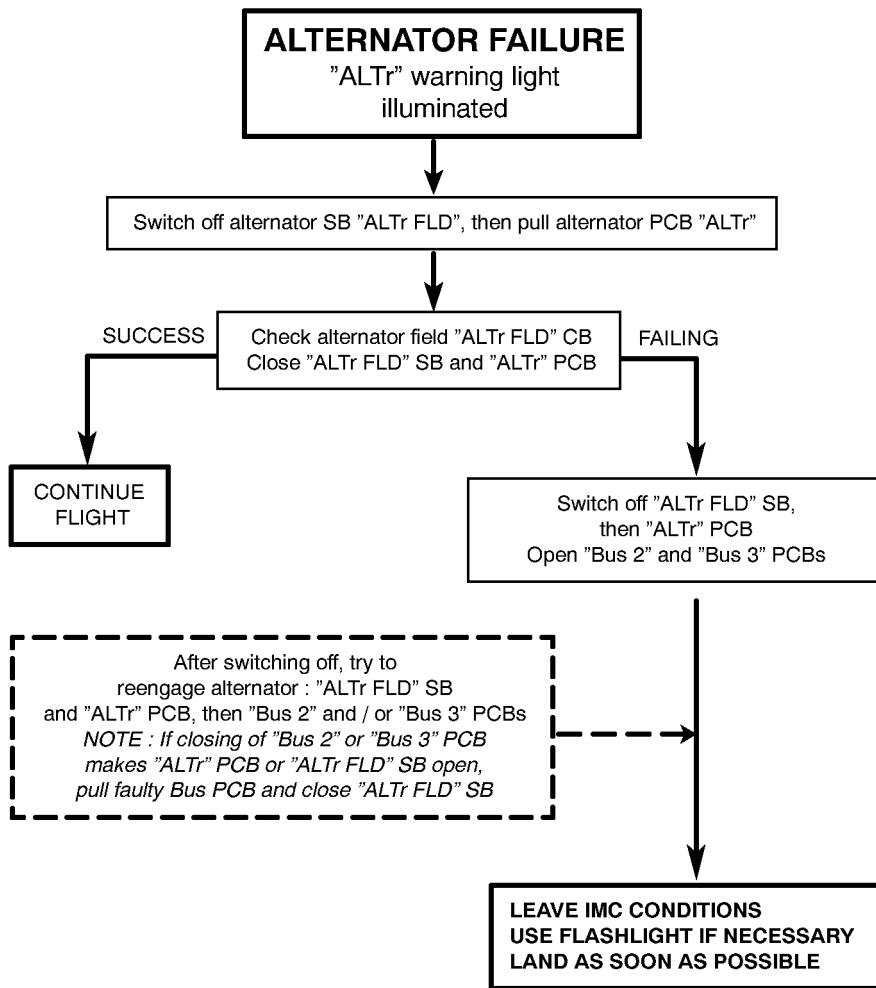 ALTERNATOR FAILURE
”ALTr” warning light
illuminated
Switch off alternator SB ”ALTr FLD”, then pull alternator PCB ”ALTr”
SUCCESS
Check alternator field ”ALTr FLD” CB
Close ”ALTr FLD” SB and ”ALTr” PCB
FAILING
CONTINUE
FLIGHT
Switch off ”ALTr FLD” SB,
then ”ALTr” PCB
Open ”Bus 2” and ”Bus 3” PCBs
After switching off, try to
reengage alternator : ”ALTr FLD” SB
and ”ALTr” PCB, then ”Bus 2” and / or ”Bus 3” PCBs
NOTE : If closing of ”Bus 2” or ”Bus 3” PCB
makes ”ALTr” PCB or ”ALTr FLD” SB open,
pull faulty Bus PCB and close ”ALTr FLD” SB
LEAVE IMC CONDITIONS
USE FLASHLIGHT IF NECESSARY
LAND AS SOON AS POSSIBLE